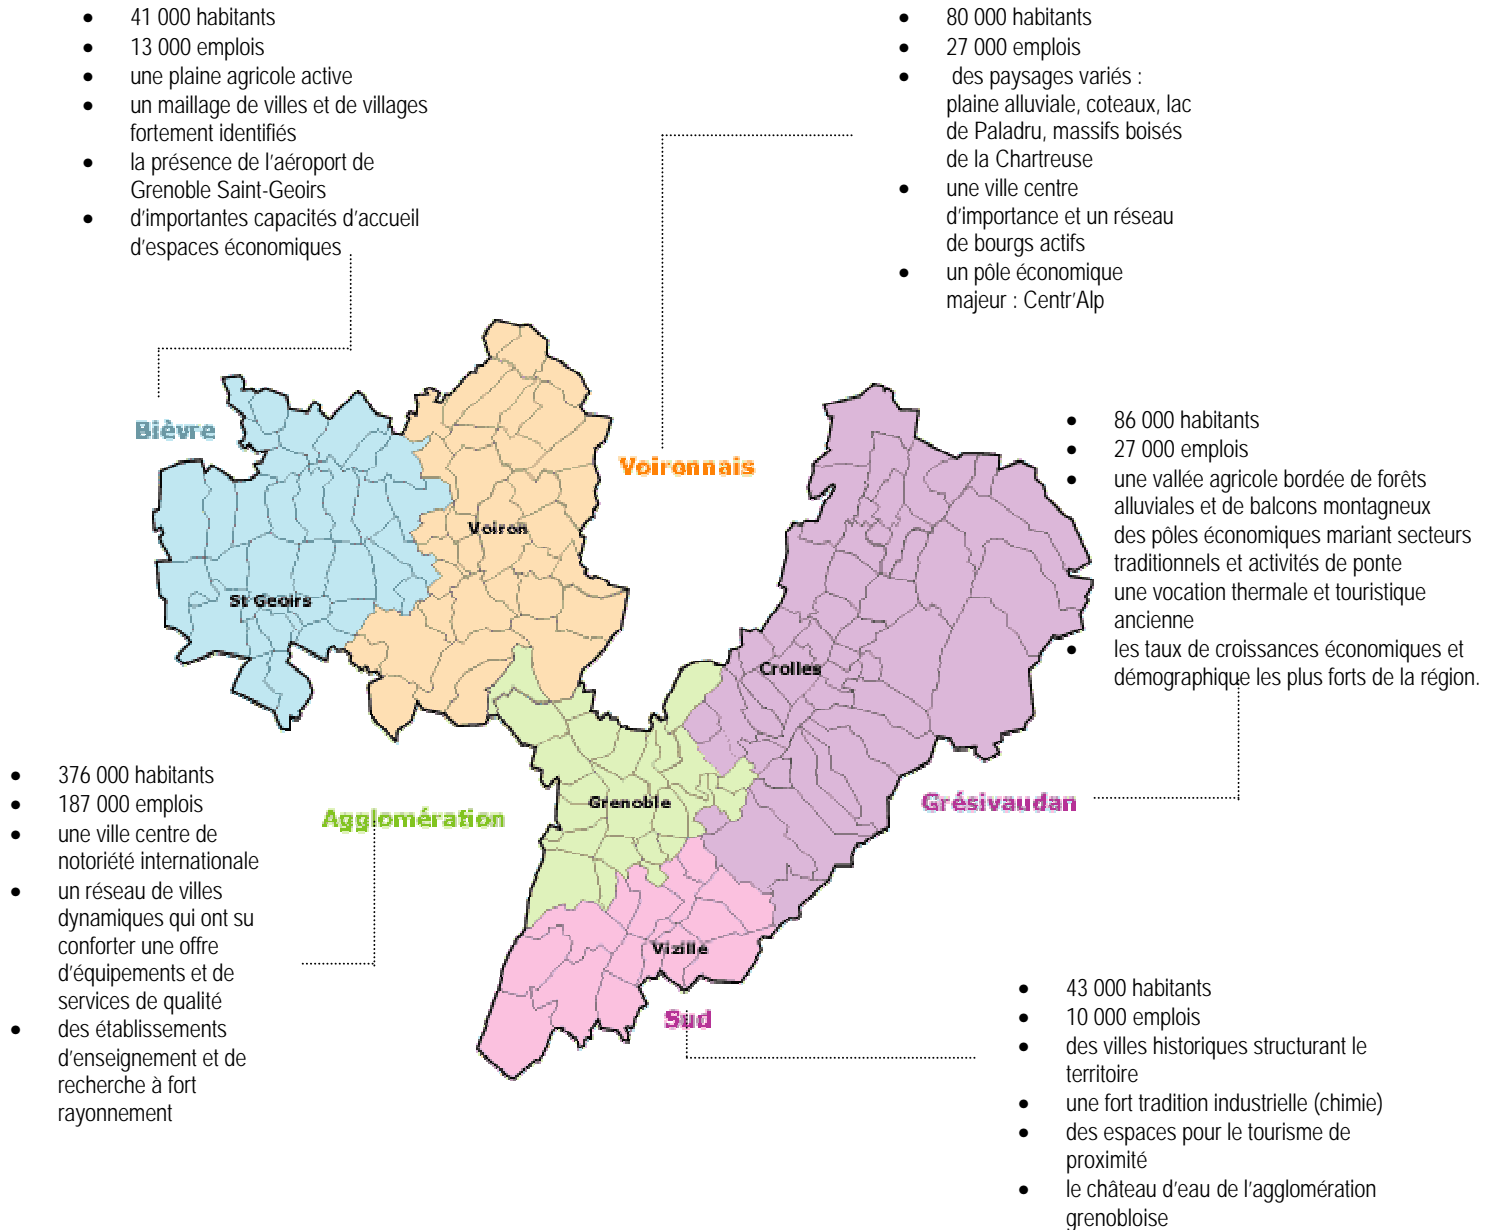 • 41 000 habitants
• 13 000 emplois
• une plaine agricole active
• un maillage de villes et de villages
fortement identifiés
• la présence de l'aéroport de
Grenoble Saint-Geoirs
• d'importantes capacités d'accueil
d'espaces économiques
• 80 000 habitants
• 27 000 emplois
• des paysages variés :
plaine alluviale, coteaux, lac
de Paladru, massifs boisés
de la Chartreuse
• une ville centre
d'importance et un réseau
de bourgs actifs
• un pôle économique
majeur : Centr'Alp
Bièvre
Voironnais
Voiron
St Geoirs
• 86 000 habitants
• 27 000 emplois
• une vallée agricole bordée de forêts
alluviales et de balcons montagneux
des pôles économiques mariant secteurs
traditionnels et activités de ponte
une vocation thermale et touristique
ancienne
• les taux de croissances économiques et
démographique les plus forts de la région.
Crolles
Grésivaudan
Grenoble
Agglomération
• 376 000 habitants
• 187 000 emplois
• une ville centre de
notoriété internationale
• un réseau de villes
dynamiques qui ont su
conforter une offre
d'équipements et de
services de qualité
• des établissements
d'enseignement et de
recherche à fort
rayonnement
Vizille
Sud
• 43 000 habitants
• 10 000 emplois
• des villes historiques structurant le
territoire
• une fort tradition industrielle (chimie)
• des espaces pour le tourisme de
proximité
• le château d'eau de l'agglomération
grenobloise